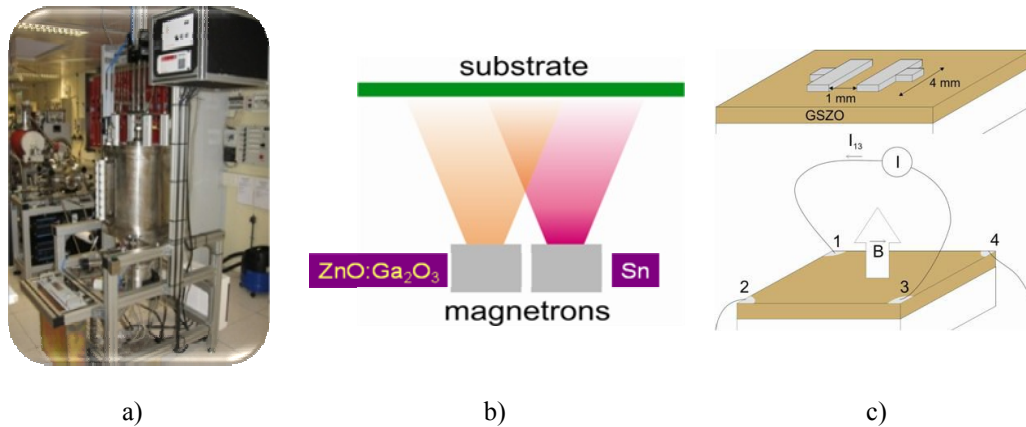 substrate
ZnO:Ga₂O₃
Sn
magnetrons
1 mm
4 mm
GSZO
I₁₃
I
1
B
4
2
3
a)
b)
c)